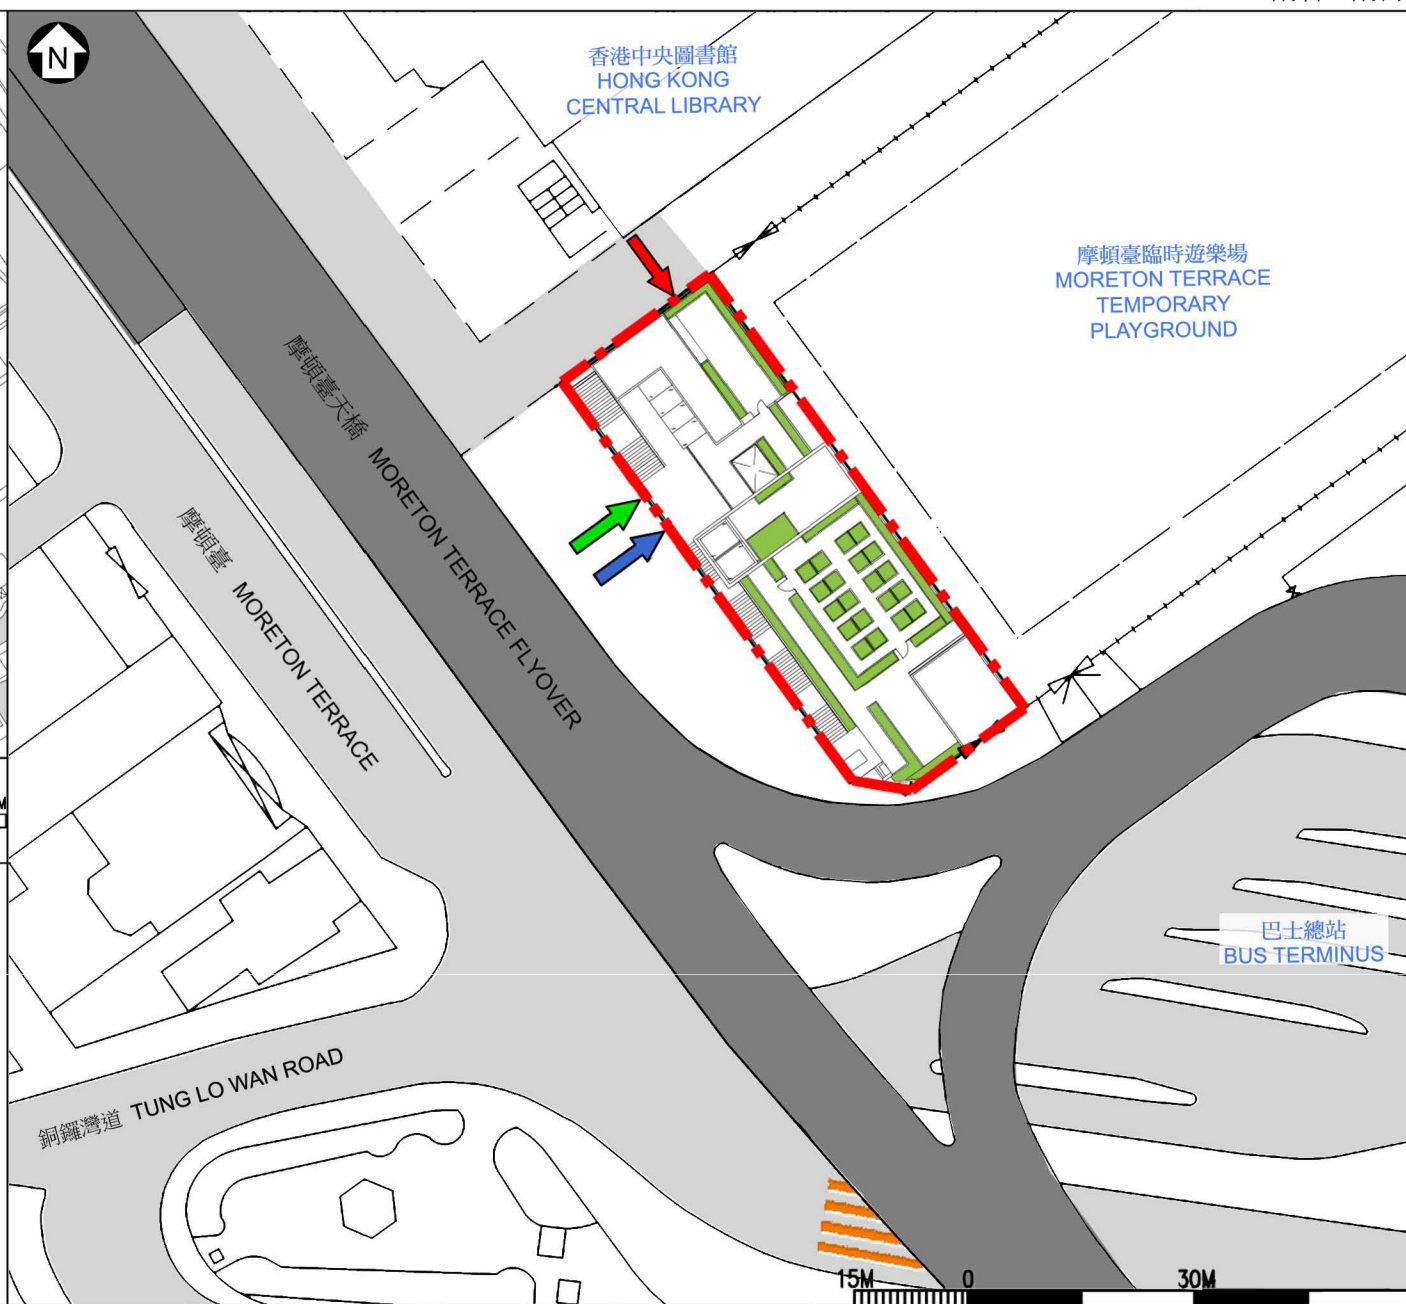 N
香港中央圖書館
HONG KONG
CENTRAL LIBRARY
摩頓臺臨時遊樂場
MORETON TERRACE
TEMPORARY
PLAYGROUND
摩頓臺天橋 MORETON TERRACE FLYOVER
摩頓臺 MORETON TERRACE
巴士總站
BUS TERMINUS
銅鑼灣道 TUNG LO WAN ROAD
15M 0 30M